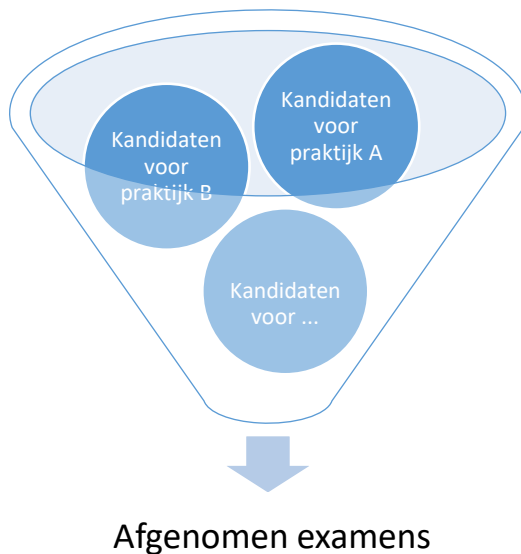 Kandidaten
voor
praktijk A
Kandidaten
voor
praktijk B
Kandidaten
voor ...
Afgenomen examens